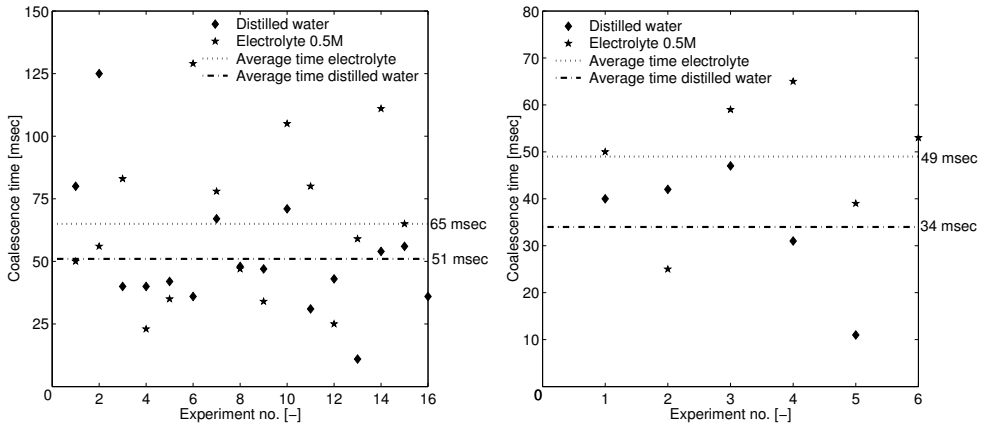 150
125
100
75
50
25
0
2
4
6
8
10
12
14
16
Coalescence time [msec]
Experiment no. [−]
Distilled water
Electrolyte 0.5M
Average time electrolyte
Average time distilled water
65 msec
51 msec
80
70
60
50
40
30
20
10
0
0
1
2
3
4
5
6
Coalescence time [msec]
Experiment no. [−]
Distilled water
Electrolyte 0.5M
Average time electrolyte
Average time distilled water
49 msec
34 msec